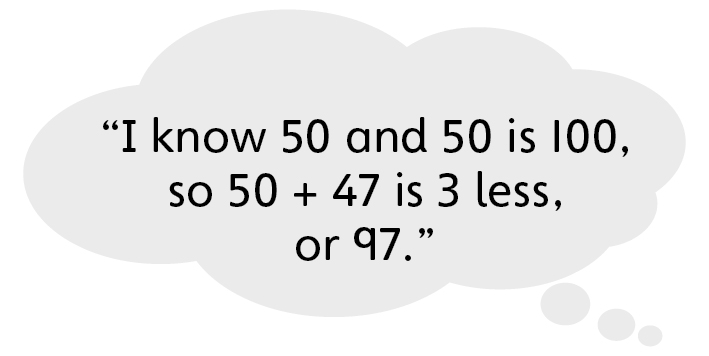 “I know 50 and 50 is 100,
so 50 + 47 is 3 less,
or 97.”